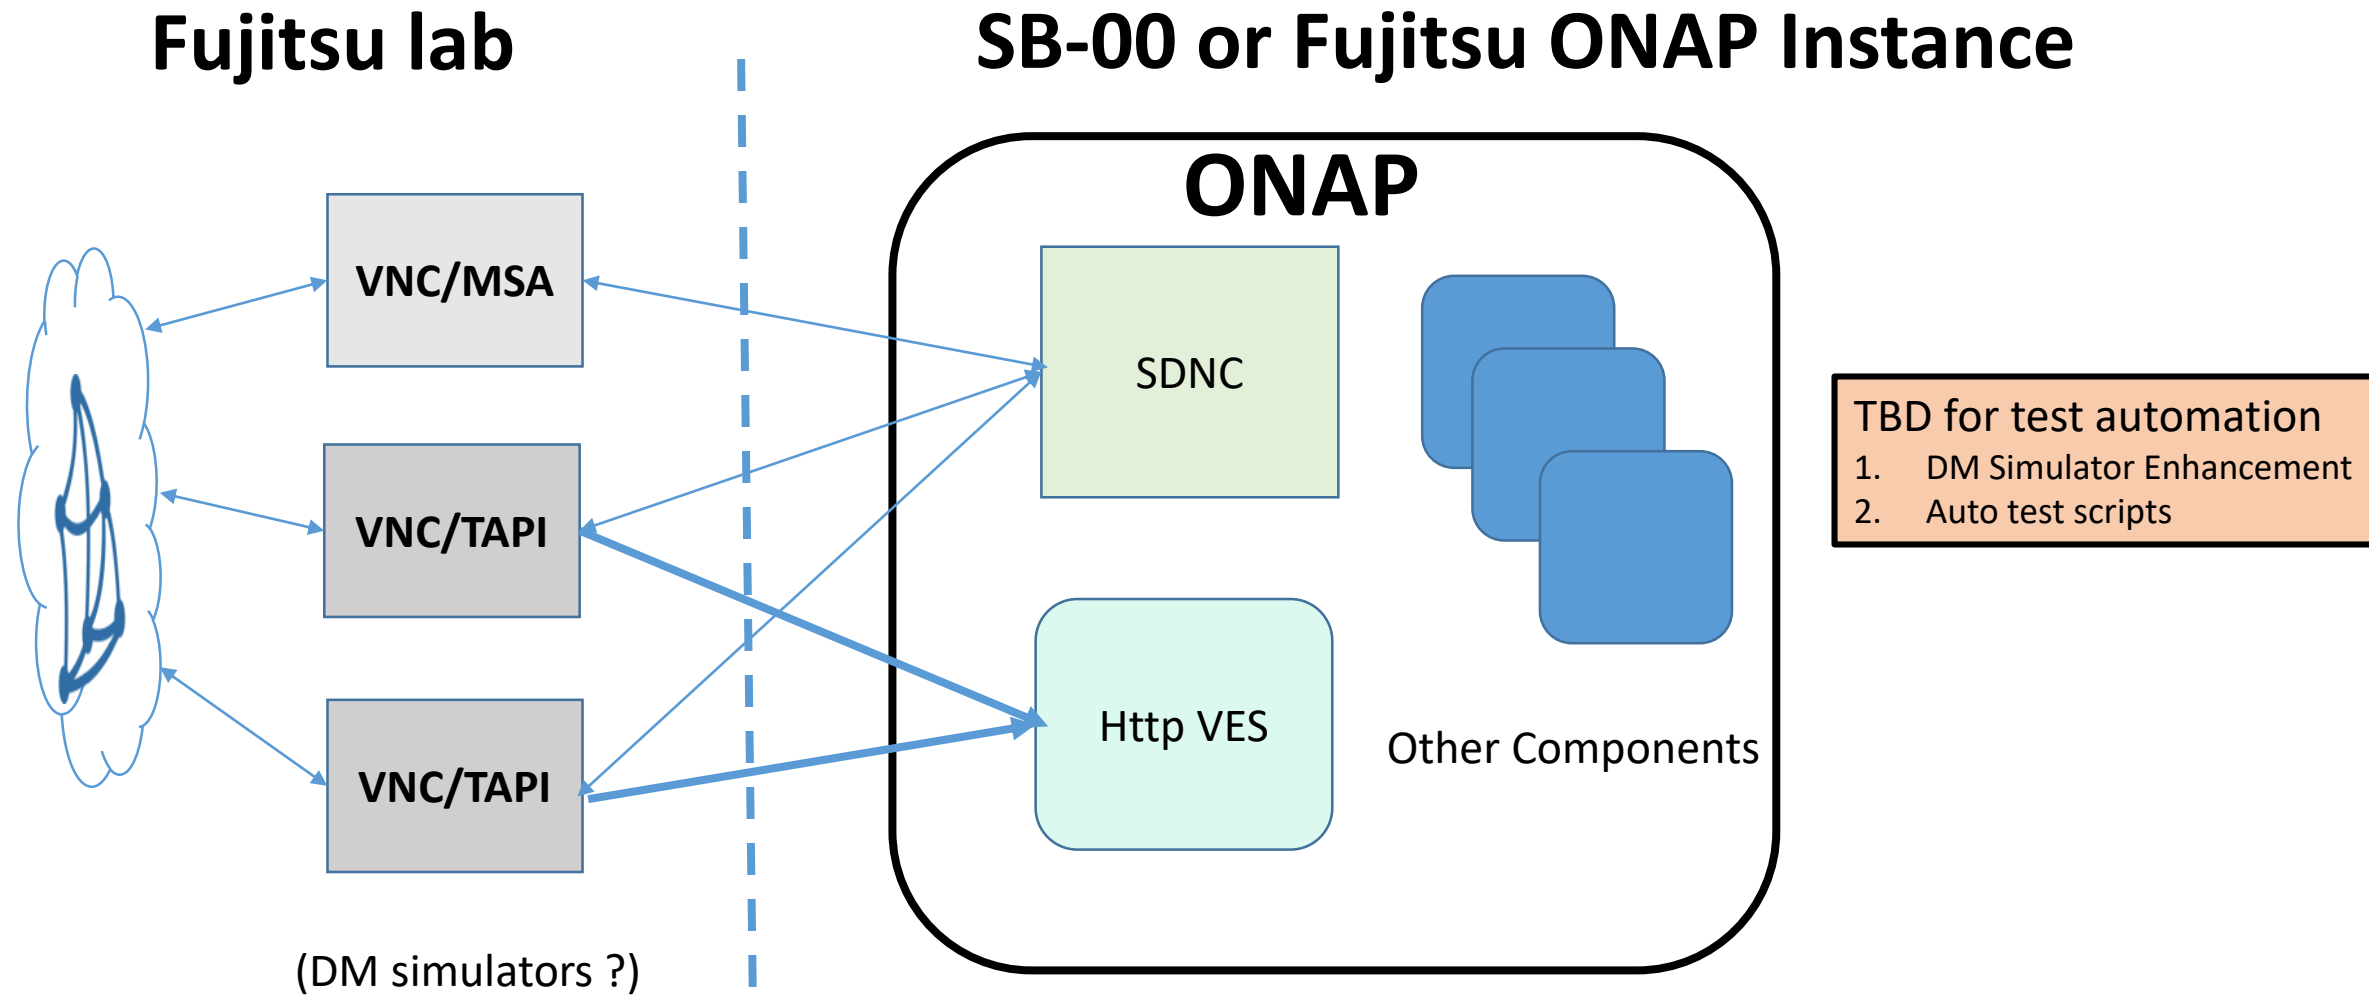 Fujitsu lab
SB-00 or Fujitsu ONAP Instance
ONAP
VNC/MSA
SDNC
VNC/TAPI
TBD for test automation
1. DM Simulator Enhancement
2. Auto test scripts
VNC/TAPI
Http VES
Other Components
(DM simulators ?)